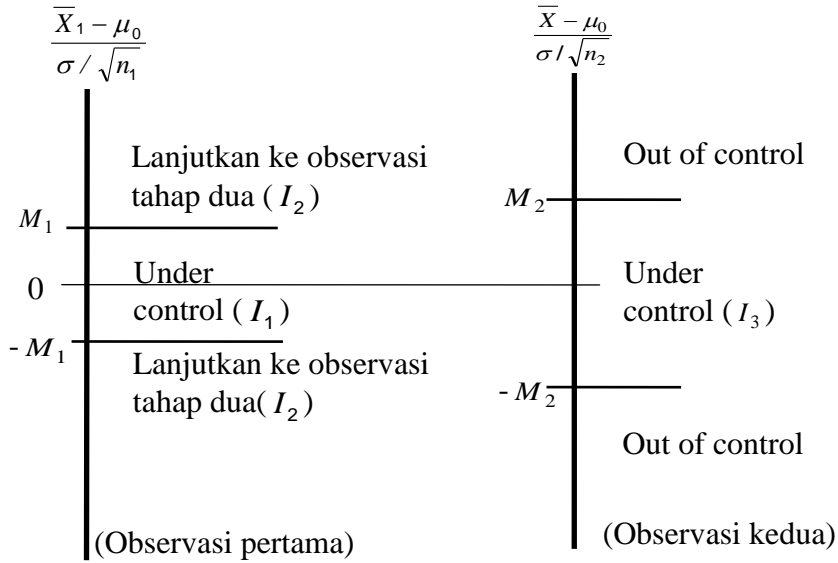 X̄₁ − μ₀
σ / √n₁
Lanjutkan ke observasi
tahap dua ( I₂ )
M₁
0
Under
control ( I₁ )
- M₁
Lanjutkan ke observasi
tahap dua( I₂ )
(Observasi pertama)
X̄ − μ₀
σ / √n₂
Out of control
M₂
Under
control ( I₃ )
- M₂
Out of control
(Observasi kedua)